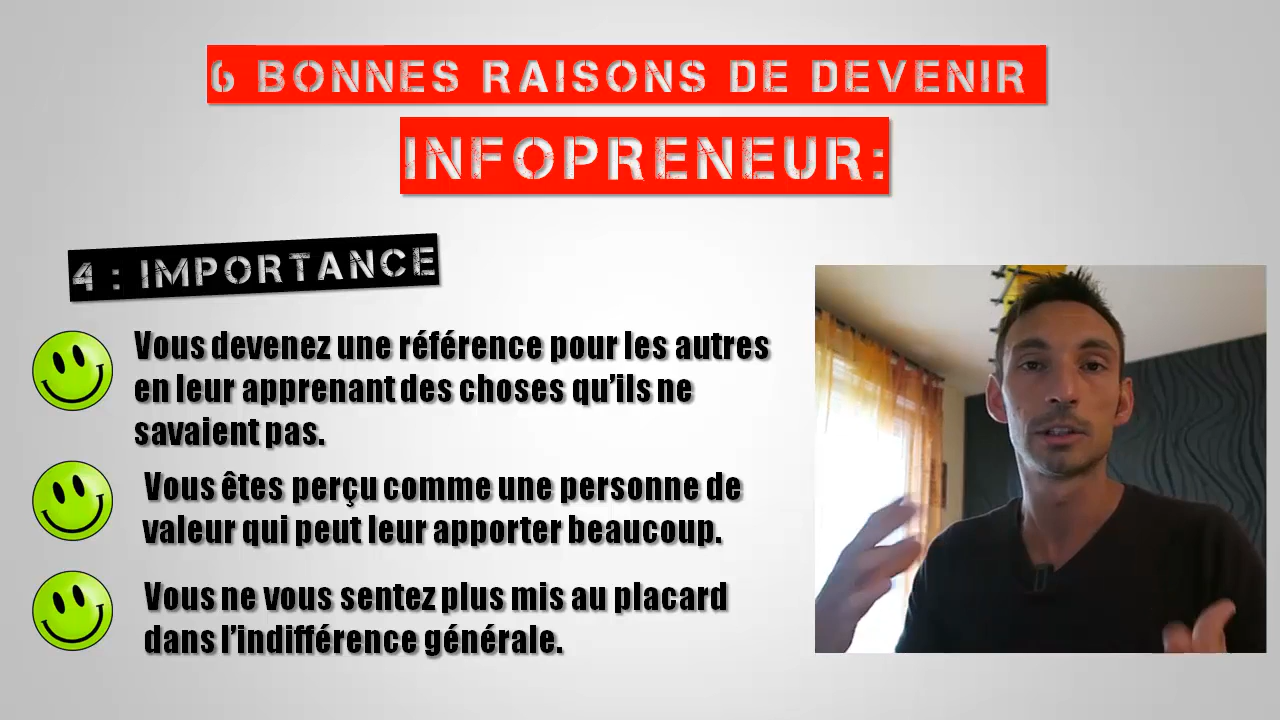 6 BONNES RAISONS DE DEVENIR
INFOPRENEUR:
4 : IMPORTANCE
Vous devenez une référence pour les autres
en leur apprenant des choses qu'ils ne
savaient pas.
Vous êtes perçu comme une personne de
valeur qui peut leur apporter beaucoup.
Vous ne vous sentez plus mis au placard
dans l'indifférence générale.